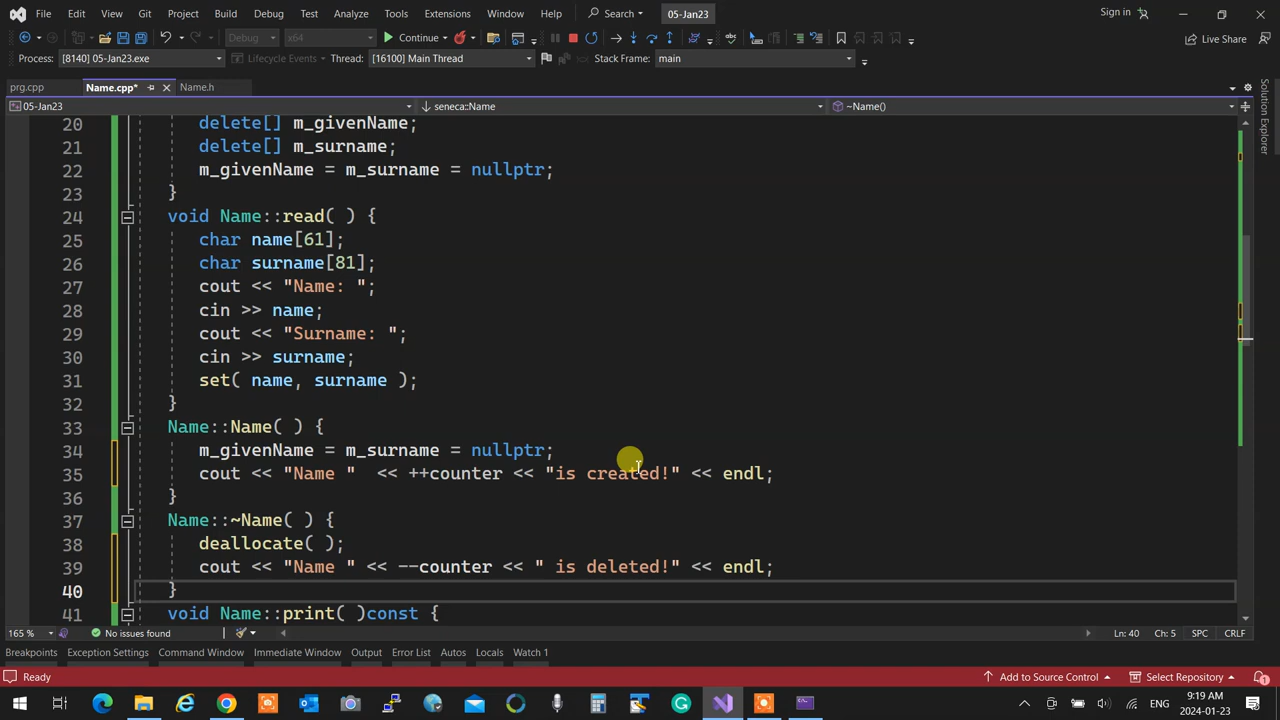 File Edit View Git Project Build Debug Test Analyze Tools Extensions Window Help Search 05-Jan23 Sign in
Debug x64 Continue Live Share
Process: [8140] 05-Jan23.exe Lifecycle Events Thread: [16100] Main Thread Stack Frame: main
prg.cpp Name.cpp* Name.h
05-Jan23 seneca::Name ~Name()
Solution Explorer
20 delete[] m_givenName;
21 delete[] m_surname;
22 m_givenName = m_surname = nullptr;
23 }
24 void Name::read( ) {
25 char name[61];
26 char surname[81];
27 cout << "Name: ";
28 cin >> name;
29 cout << "Surname: ";
30 cin >> surname;
31 set( name, surname );
32 }
33 Name::Name( ) {
34 m_givenName = m_surname = nullptr;
35 cout << "Name "  << ++counter << "is created!" << endl;
36 }
37 Name::~Name( ) {
38 deallocate( );
39 cout << "Name " << --counter << " is deleted!" << endl;
40 }
41 void Name::print( )const {
165 % No issues found Ln: 40 Ch: 5 SPC CRLF
Breakpoints Exception Settings Command Window Immediate Window Output Error List Autos Locals Watch 1
Ready Add to Source Control Select Repository 1
ENG 9:19 AM
2024-01-23